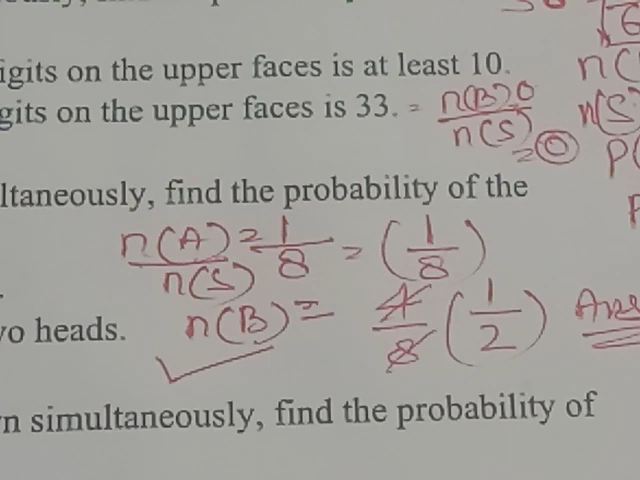 igits on the upper faces is at least 10.
gits on the upper faces is 33. = n(B) 0 / n(S) = 0
ltaneously, find the probability of the
n(A) / n(S) = 1/8 = (1/8)
vo heads. n(B) = 4/8 (1/2) Ans
n simultaneously, find the probability of